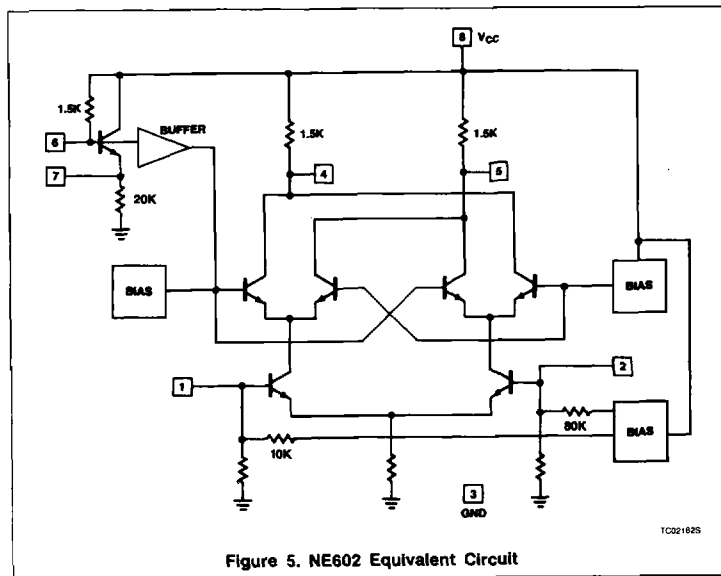 8 VCC
1.5K
6
BUFFER
1.5K
1.5K
4
5
7
20K
BIAS
BIAS
1
2
80K
BIAS
10K
3
GND
TC02182S
Figure 5. NE602 Equivalent Circuit